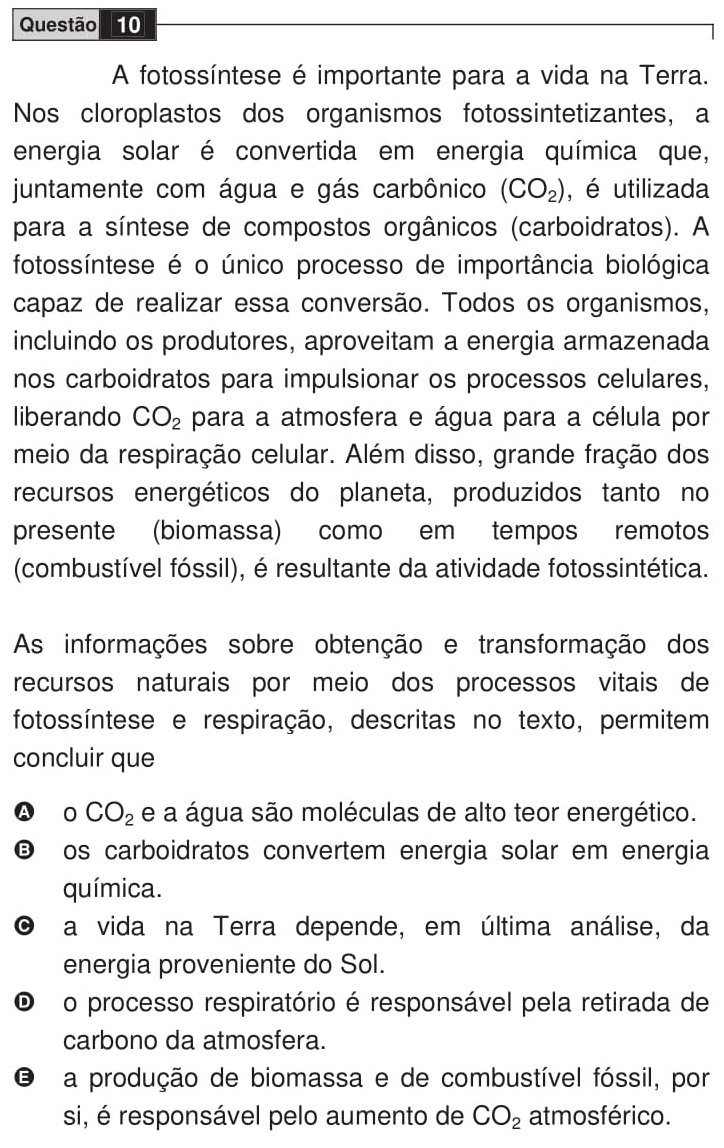 Questão 10
A fotossíntese é importante para a vida na Terra.
Nos cloroplastos dos organismos fotossintetizantes, a
energia solar é convertida em energia química que,
juntamente com água e gás carbônico (CO₂), é utilizada
para a síntese de compostos orgânicos (carboidratos). A
fotossíntese é o único processo de importância biológica
capaz de realizar essa conversão. Todos os organismos,
incluindo os produtores, aproveitam a energia armazenada
nos carboidratos para impulsionar os processos celulares,
liberando CO₂ para a atmosfera e água para a célula por
meio da respiração celular. Além disso, grande fração dos
recursos energéticos do planeta, produzidos tanto no
presente (biomassa) como em tempos remotos
(combustível fóssil), é resultante da atividade fotossintética.
As informações sobre obtenção e transformação dos
recursos naturais por meio dos processos vitais de
fotossíntese e respiração, descritas no texto, permitem
concluir que
A o CO₂ e a água são moléculas de alto teor energético.
B os carboidratos convertem energia solar em energia
química.
C a vida na Terra depende, em última análise, da
energia proveniente do Sol.
D o processo respiratório é responsável pela retirada de
carbono da atmosfera.
E a produção de biomassa e de combustível fóssil, por
si, é responsável pelo aumento de CO₂ atmosférico.